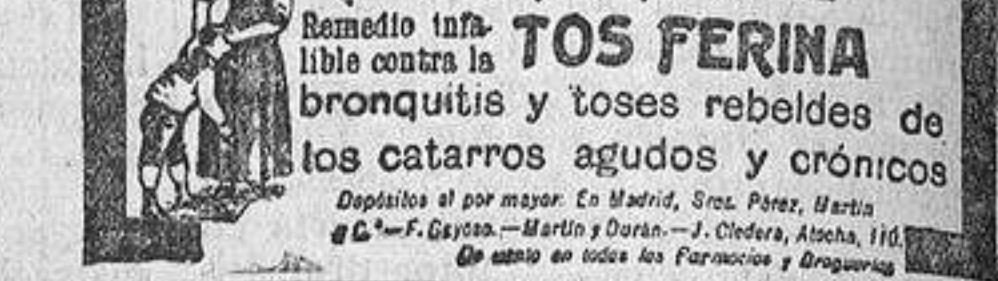 Remedio infa-
lible contra la TOS FERINA
bronquitis y toses rebeldes de
los catarros agudos y crónicos
Depósitos al por mayor: En Madrid, Sres. Pérez, Martín
y C.ª—F. Gayoso.—Martín y Durán.—J. Cledera, Atocha, 110.
De venta en todas las Farmacias y Droguerías